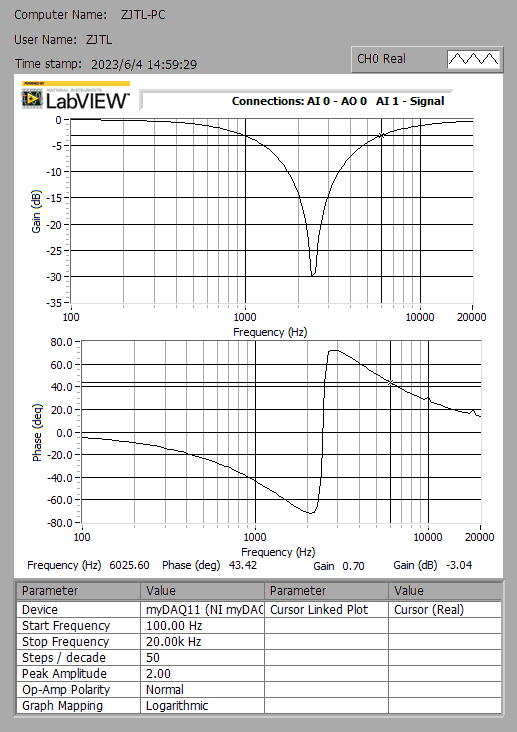 Computer Name: ZJTL-PC
User Name: ZJTL
Time stamp: 2023/6/4 14:59:29
CH0 Real
POWERED BY
NATIONAL INSTRUMENTS
LabVIEW™
Connections: AI 0 - AO 0 AI 1 - Signal
Gain (dB)
0
-5
-10
-15
-20
-25
-30
-35
100 1000 10000 20000
Frequency (Hz)
Phase (deg)
80.0
60.0
40.0
20.0
0.0
-20.0
-40.0
-60.0
-80.0
100 1000 10000 20000
Frequency (Hz)
Frequency (Hz) 6025.60 Phase (deg) 43.42 Gain 0.70 Gain (dB) -3.04
Parameter Value Parameter Value
Device myDAQ11 (NI myDAQ Cursor Linked Plot Cursor (Real)
Start Frequency 100.00 Hz
Stop Frequency 20.00k Hz
Steps / decade 50
Peak Amplitude 2.00
Op-Amp Polarity Normal
Graph Mapping Logarithmic